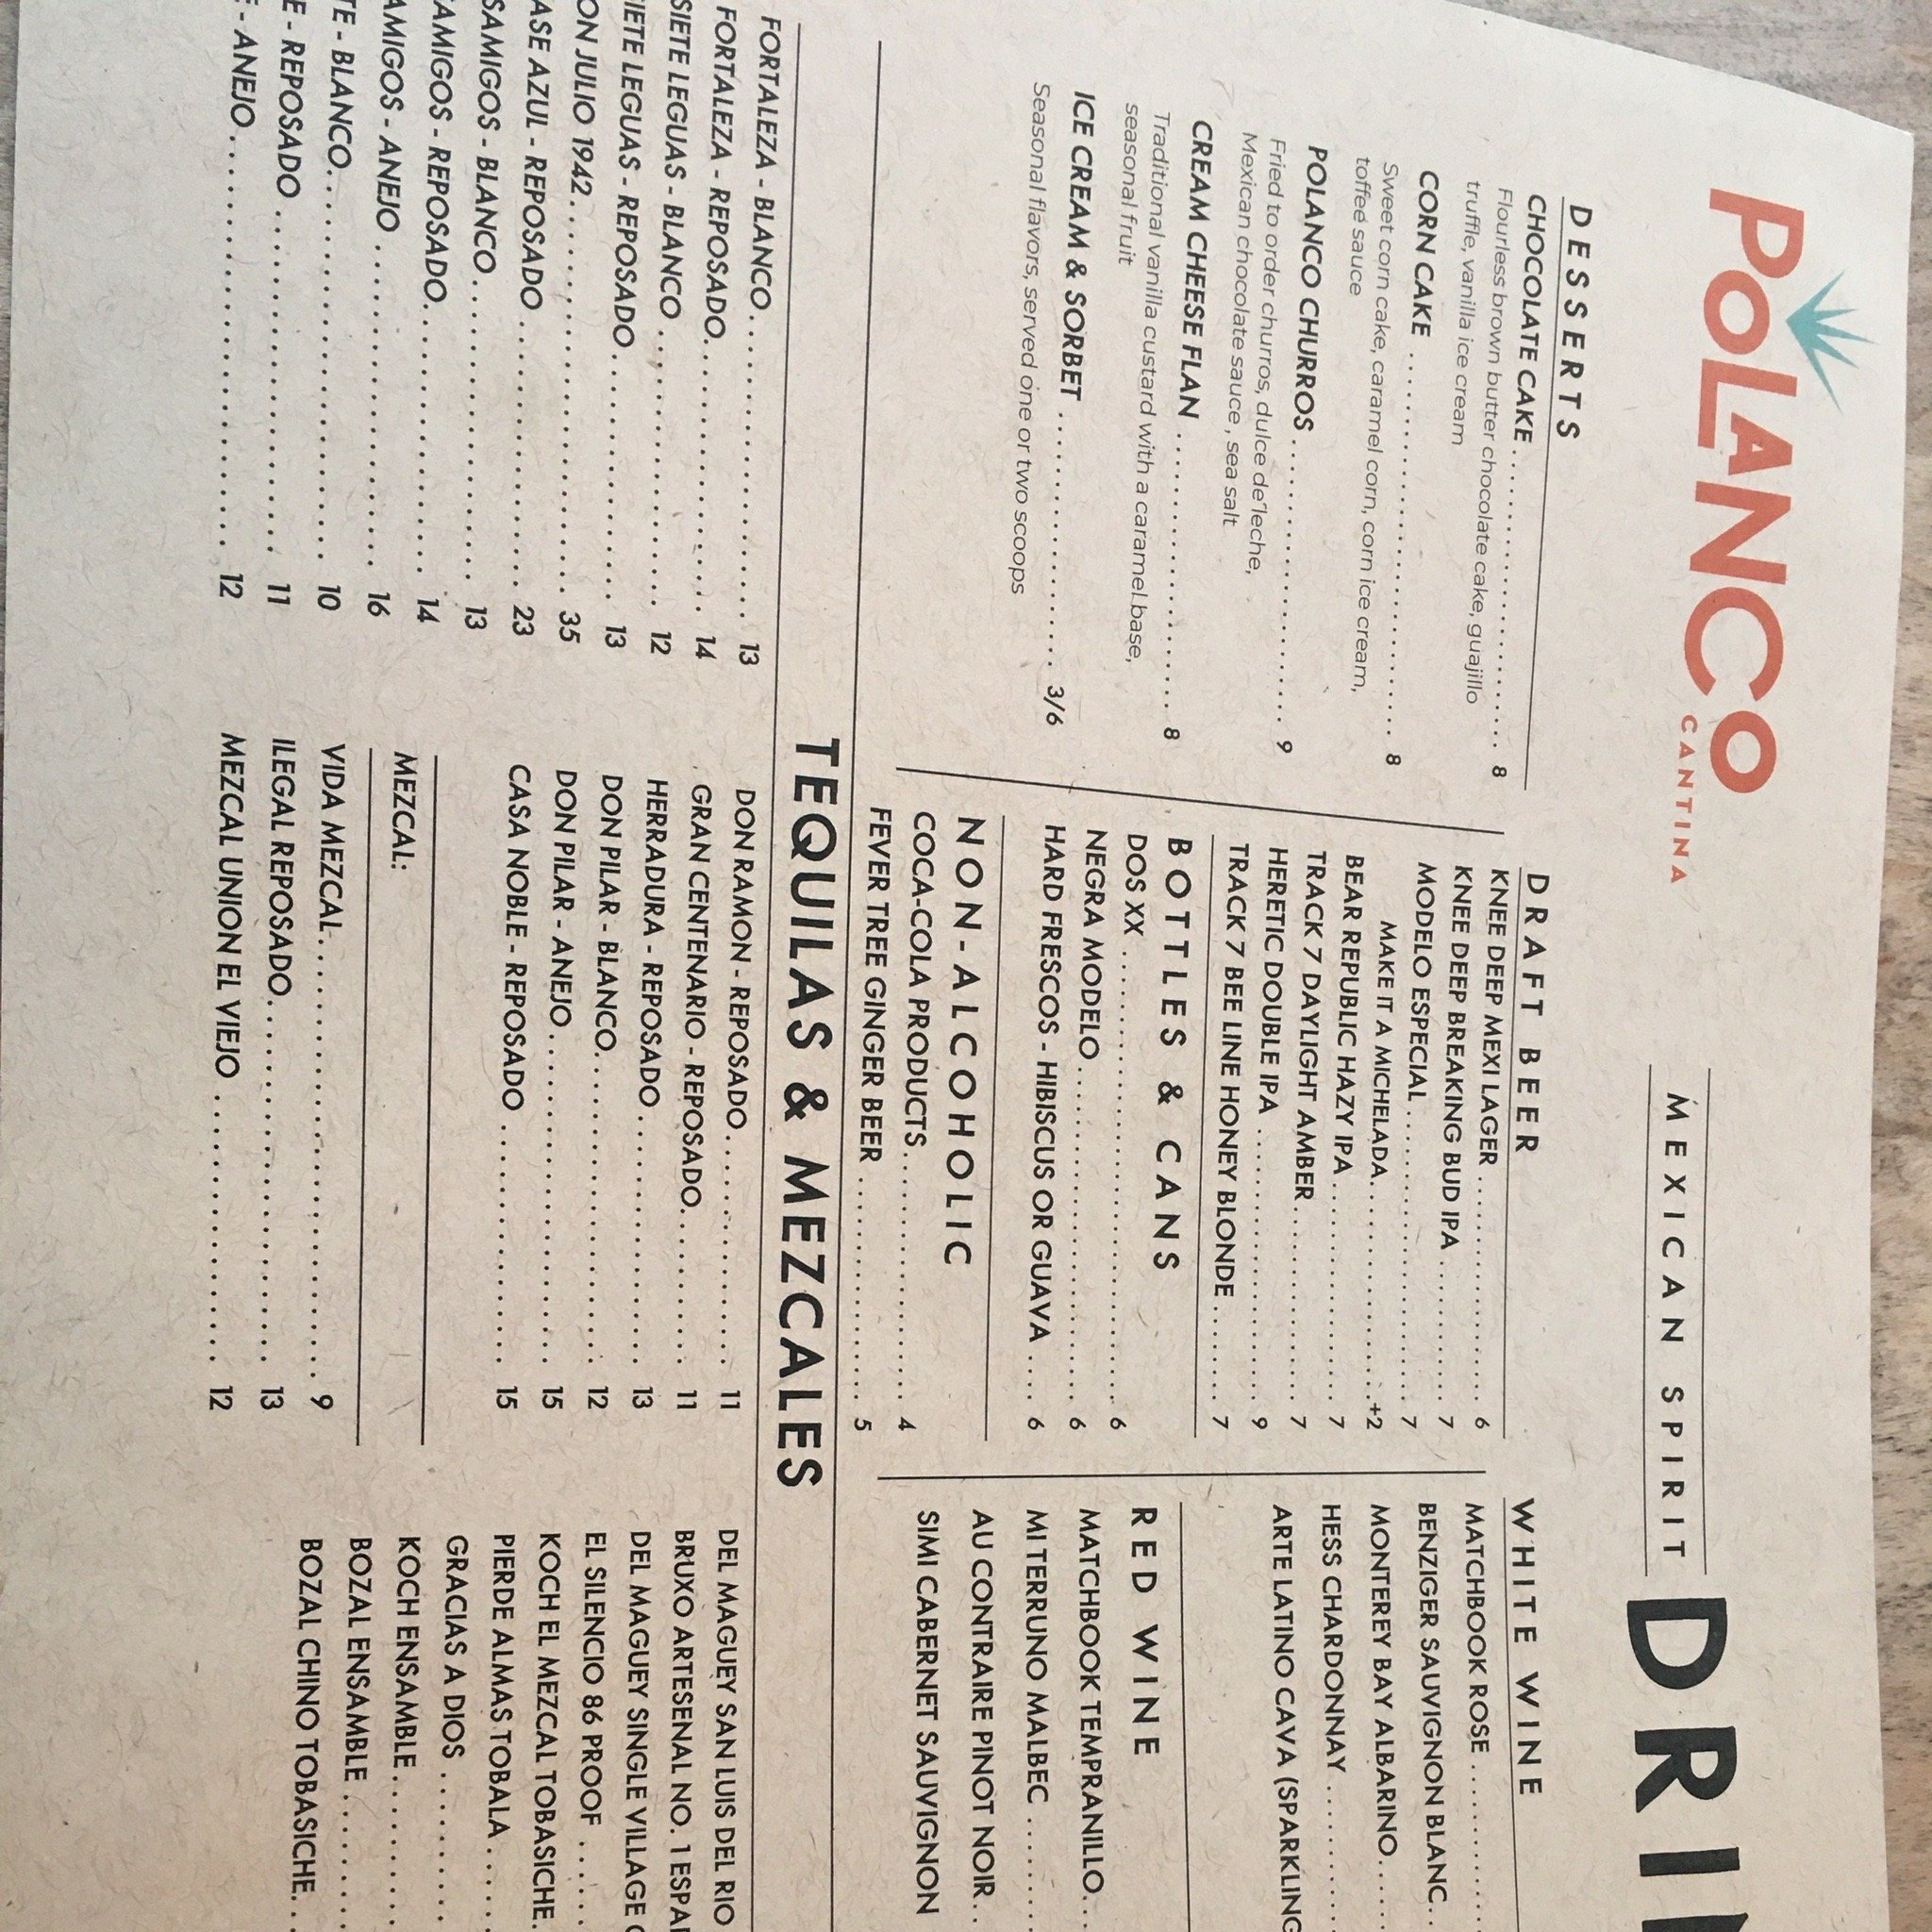 POLANCO
CANTINA
MEXICAN SPIRIT
DESSERTS
CHOCOLATE CAKE 8
Flourless brown butter chocolate cake, guajillo
truffle, vanilla ice cream
CORN CAKE 8
Sweet corn cake, caramel corn, corn ice cream,
toffee sauce
POLANCO CHURROS 9
Fried to order churros, dulce de leche,
Mexican chocolate sauce, sea salt
CREAM CHEESE FLAN 8
Traditional vanilla custard with a caramel base,
seasonal fruit
ICE CREAM & SORBET 3/6
Seasonal flavors, served one or two scoops
DRAFT BEER
KNEE DEEP MEXI LAGER 6
KNEE DEEP BREAKING BUD IPA 7
MODELO ESPECIAL 7
MAKE IT A MICHELADA +2
BEAR REPUBLIC HAZY IPA 7
TRACK 7 DAYLIGHT AMBER 7
HERETIC DOUBLE IPA 9
TRACK 7 BEE LINE HONEY BLONDE 7
BOTTLES & CANS
DOS XX 6
NEGRA MODELO 6
HARD FRESCOS - HIBISCUS OR GUAVA 6
NON-ALCOHOLIC
COCA-COLA PRODUCTS 4
FEVER TREE GINGER BEER 5
WHITE WINE
MATCHBOOK ROSE
BENZIGER SAUVIGNON BLANC
MONTEREY BAY ALBARINO
HESS CHARDONNAY
ARTE LATINO CAVA (SPARKLING
RED WINE
MATCHBOOK TEMPRANILLO
MI TERRUNO MALBEC
AU CONTRAIRE PINOT NOIR
SIMI CABERNET SAUVIGNON
TEQUILAS & MEZCALES
FORTALEZA - BLANCO 13
FORTALEZA - REPOSADO 14
SIETE LEGUAS - BLANCO 12
IETE LEGUAS - REPOSADO 13
ON JULIO 1942 35
ASE AZUL - REPOSADO 23
SAMIGOS - BLANCO 13
AMIGOS - REPOSADO 14
AMIGOS - ANEJO 16
TE - BLANCO 10
E - REPOSADO 11
- ANEJO 12
DON RAMON - REPOSADO 11
GRAN CENTENARIO - REPOSADO 11
HERRADURA - REPOSADO 13
DON PILAR - BLANCO 12
DON PILAR - ANEJO 15
CASA NOBLE - REPOSADO 15
MEZCAL:
VIDA MEZCAL 9
ILEGAL REPOSADO 13
MEZCAL UNION EL VIEJO 12
DEL MAGUEY SAN LUIS DEL RIO
BRUXO ARTESENAL NO. 1 ESPA
DEL MAGUEY SINGLE VILLAGE
EL SILENCIO 86 PROOF
KOCH EL MEZCAL TOBASICHE
PIERDE ALMAS TOBALA
GRACIAS A DIOS
KOCH ENSAMBLE
BOZAL ENSAMBLE
BOZAL CHINO TOBASICHE